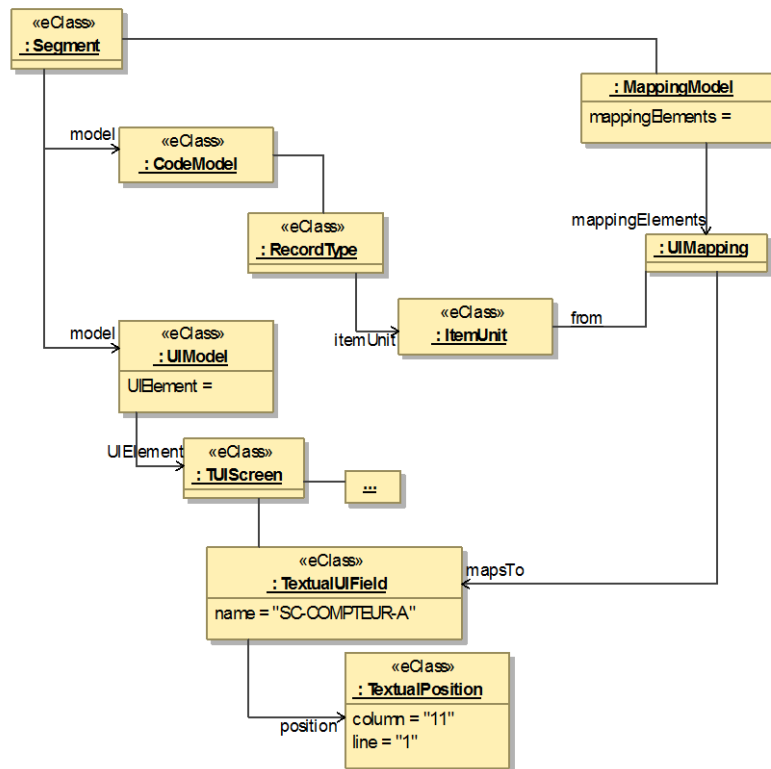 «eClass»
: Segment
: MappingModel
mappingElements =
model
«eClass»
: CodeModel
«eClass»
: RecordType
mappingElements
: UIMapping
model
«eClass»
: UIModel
UIElement =
itemUnit
«eClass»
: ItemUnit
from
UIElement
«eClass»
: TUIScreen
...
«eClass»
: TextualUIField
name = "SC-COMPTEUR-A"
mapsTo
position
«eClass»
: TextualPosition
column = "11"
line = "1"